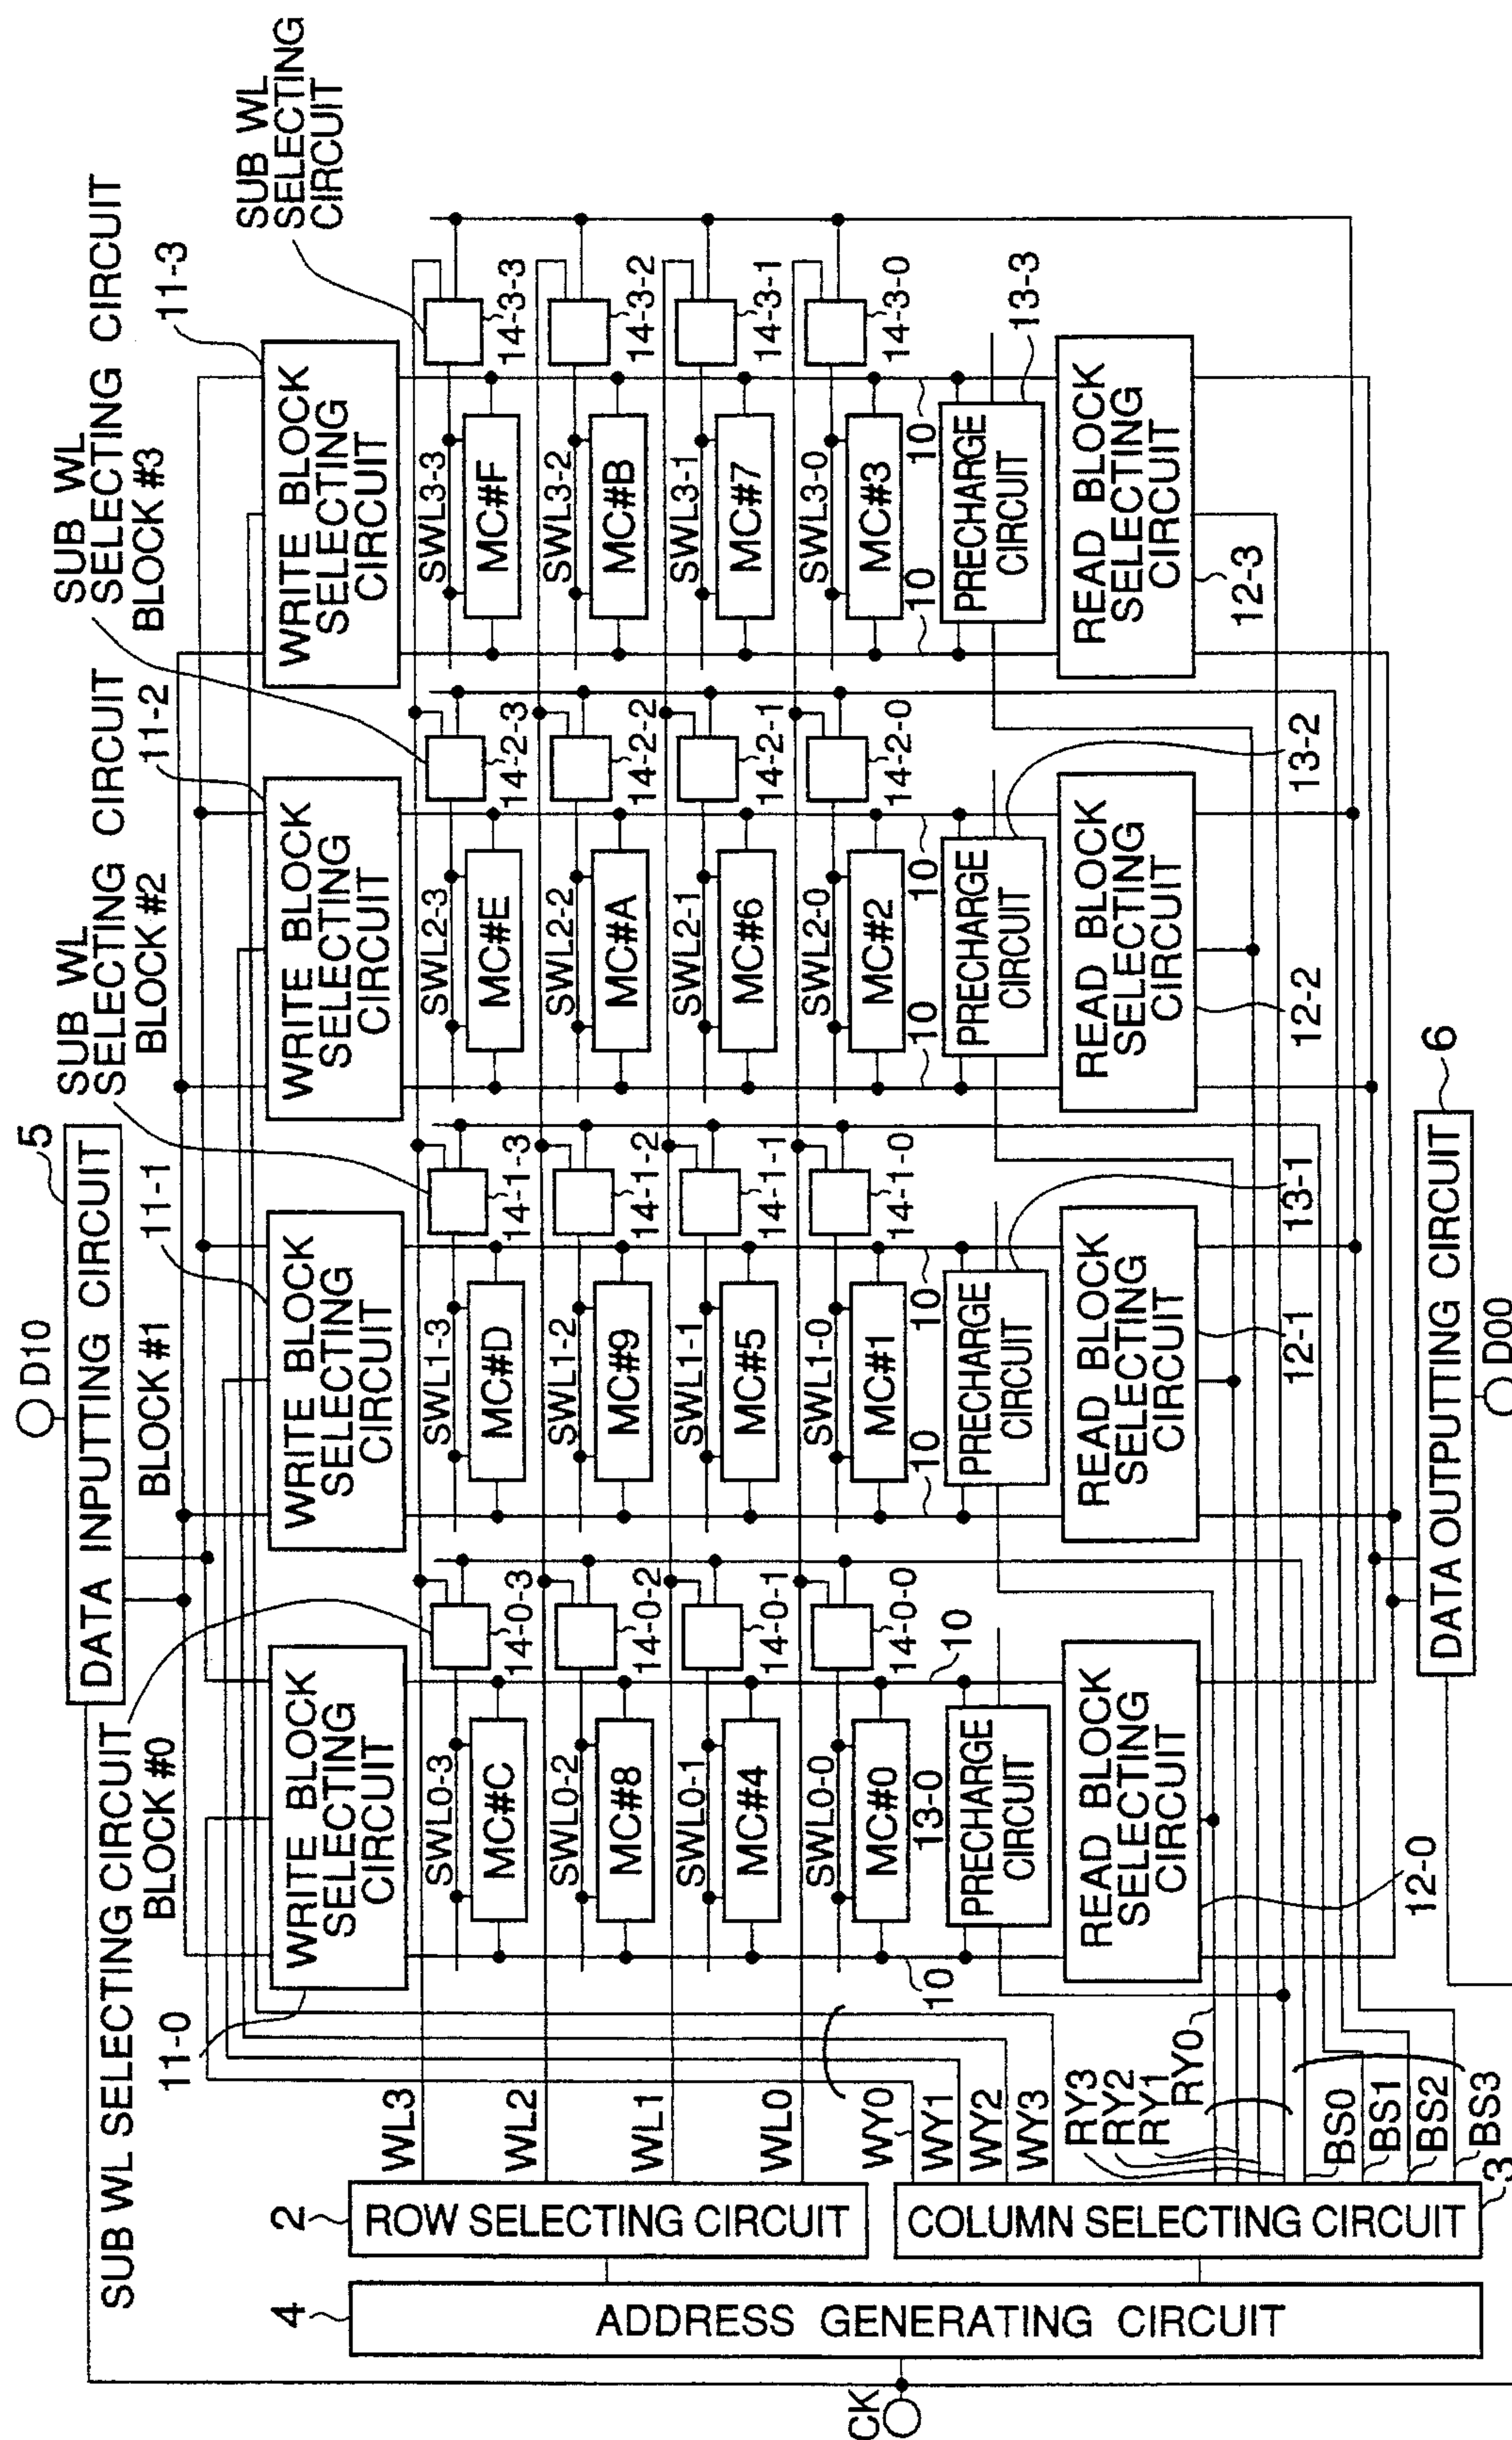 D10
5
DATA INPUTTING CIRCUIT
SUB WL SELECTING CIRCUIT
BLOCK #0
11-0
BLOCK #1
11-1
SUB WL
SELECTING CIRCUIT
BLOCK #2
11-2
SUB WL
SELECTING CIRCUIT
BLOCK #3
11-3
SUB WL
SELECTING
CIRCUIT
WRITE BLOCK
SELECTING
CIRCUIT
WRITE BLOCK
SELECTING
CIRCUIT
WRITE BLOCK
SELECTING
CIRCUIT
WRITE BLOCK
SELECTING
CIRCUIT
WL3
SWL0-3
MC#C
14-0-3
SWL1-3
MC#D
14-1-3
SWL2-3
MC#E
14-2-3
SWL3-3
MC#F
14-3-3
WL2
SWL0-2
MC#8
14-0-2
SWL1-2
MC#9
14-1-2
SWL2-2
MC#A
14-2-2
SWL3-2
MC#B
14-3-2
WL1
SWL0-1
MC#4
14-0-1
SWL1-1
MC#5
14-1-1
SWL2-1
MC#6
14-2-1
SWL3-1
MC#7
14-3-1
WL0
SWL0-0
MC#0
14-0-0
SWL1-0
MC#1
14-1-0
SWL2-0
MC#2
14-2-0
SWL3-0
MC#3
14-3-0
10
13-0
10
10
10
10
10
10
10
PRECHARGE
CIRCUIT
PRECHARGE
CIRCUIT
13-1
PRECHARGE
CIRCUIT
13-2
PRECHARGE
CIRCUIT
13-3
READ BLOCK
SELECTING
CIRCUIT
12-0
READ BLOCK
SELECTING
CIRCUIT
12-1
READ BLOCK
SELECTING
CIRCUIT
12-2
READ BLOCK
SELECTING
CIRCUIT
12-3
2
ROW SELECTING CIRCUIT
WY0
WY1
WY2
WY3
RY3
RY2
RY1
RY0
BS0
BS1
BS2
BS3
COLUMN SELECTING CIRCUIT
3
4
ADDRESS GENERATING CIRCUIT
CK
DATA OUTPUTTING CIRCUIT
6
D00